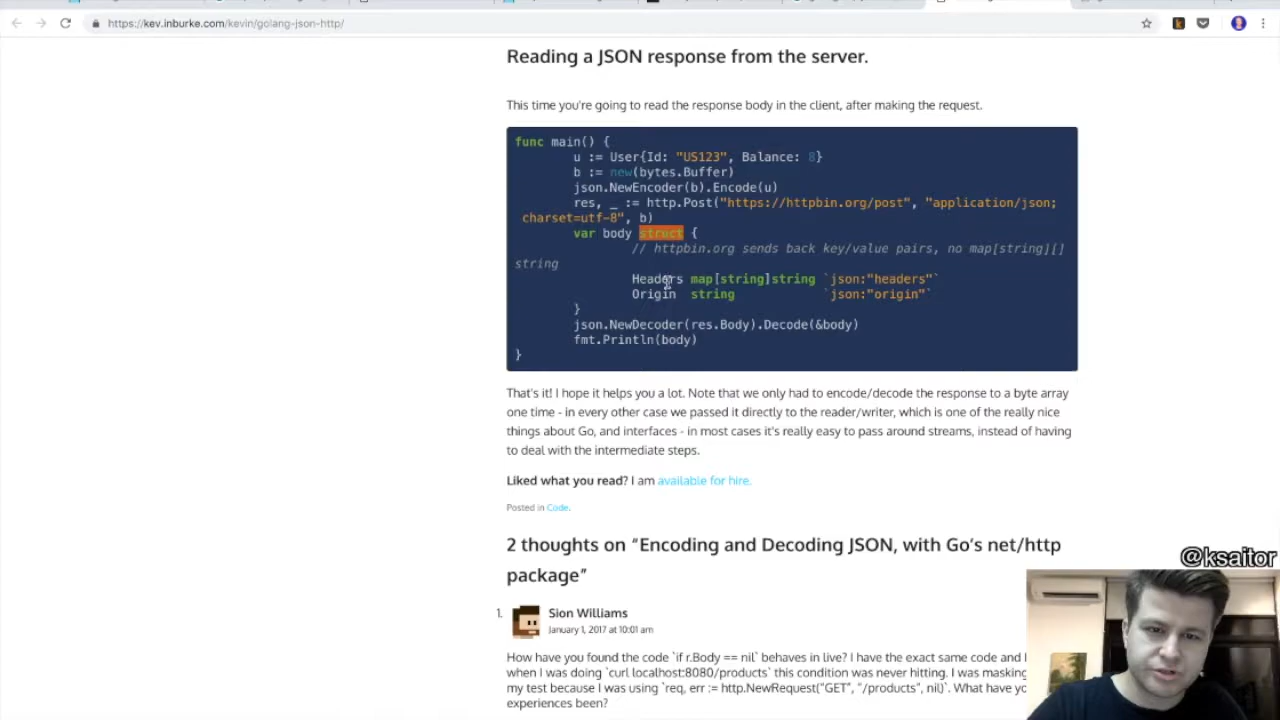 https://kev.inburke.com/kevin/golang-json-http/
Reading a JSON response from the server.
This time you're going to read the response body in the client, after making the request.
func main() {
u := User{Id: "US123", Balance: 8}
b := new(bytes.Buffer)
json.NewEncoder(b).Encode(u)
res, _ := http.Post("https://httpbin.org/post", "application/json;
charset=utf-8", b)
var body struct {
// httpbin.org sends back key/value pairs, no map[string][]
string
Headers map[string]string `json:"headers"`
Origin string `json:"origin"`
}
json.NewDecoder(res.Body).Decode(&body)
fmt.Println(body)
}
That's it! I hope it helps you a lot. Note that we only had to encode/decode the response to a byte array
one time - in every other case we passed it directly to the reader/writer, which is one of the really nice
things about Go, and interfaces - in most cases it's really easy to pass around streams, instead of having
to deal with the intermediate steps.
Liked what you read? I am available for hire.
Posted in Code.
2 thoughts on "Encoding and Decoding JSON, with Go's net/http
package"
@ksaitor
1. Sion Williams
January 1, 2017 at 10:01 am
How have you found the code `if r.Body == nil` behaves in live? I have the exact same code and I
when I was doing `curl localhost:8080/products` this condition was never hitting. I was masking
my test because I was using `req, err := http.NewRequest("GET", "/products", nil)`. What have yo
experiences been?